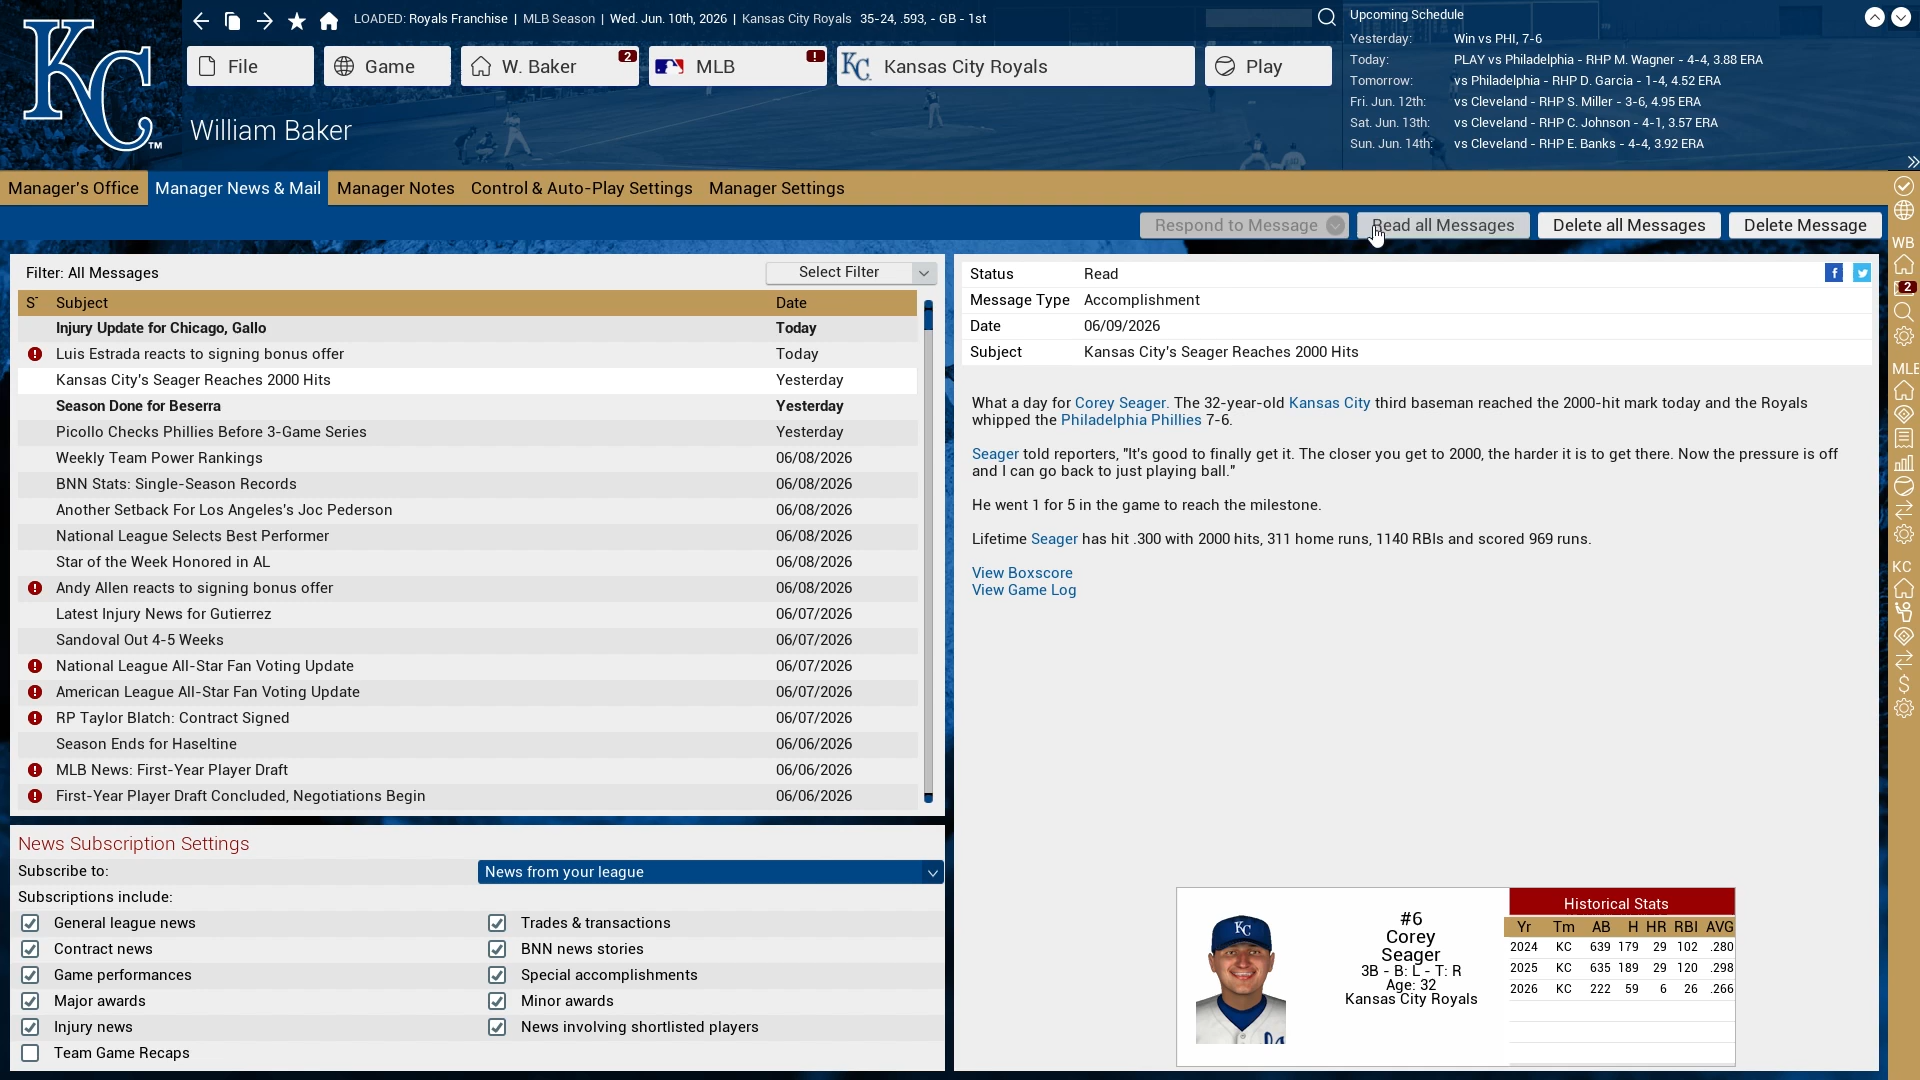 LOADED: Royals Franchise | MLB Season | Wed. Jun. 10th, 2026 | Kansas City Royals 35-24, .593, - GB - 1st
File
Game
W. Baker
2
MLB
!
Kansas City Royals
Play
KC
TM
William Baker
Upcoming Schedule
Yesterday: Win vs PHI, 7-6
Today: PLAY vs Philadelphia - RHP M. Wagner - 4-4, 3.88 ERA
Tomorrow: vs Philadelphia - RHP D. Garcia - 1-4, 4.52 ERA
Fri. Jun. 12th: vs Cleveland - RHP S. Miller - 3-6, 4.95 ERA
Sat. Jun. 13th: vs Cleveland - RHP C. Johnson - 4-1, 3.57 ERA
Sun. Jun. 14th: vs Cleveland - RHP E. Banks - 4-4, 3.92 ERA
Manager's Office
Manager News & Mail
Manager Notes
Control & Auto-Play Settings
Manager Settings
Respond to Message
Read all Messages
Delete all Messages
Delete Message
Filter: All Messages
Select Filter
S Subject Date
Injury Update for Chicago, Gallo Today
Luis Estrada reacts to signing bonus offer Today
Kansas City's Seager Reaches 2000 Hits Yesterday
Season Done for Beserra Yesterday
Picollo Checks Phillies Before 3-Game Series Yesterday
Weekly Team Power Rankings 06/08/2026
BNN Stats: Single-Season Records 06/08/2026
Another Setback For Los Angeles's Joc Pederson 06/08/2026
National League Selects Best Performer 06/08/2026
Star of the Week Honored in AL 06/08/2026
Andy Allen reacts to signing bonus offer 06/08/2026
Latest Injury News for Gutierrez 06/07/2026
Sandoval Out 4-5 Weeks 06/07/2026
National League All-Star Fan Voting Update 06/07/2026
American League All-Star Fan Voting Update 06/07/2026
RP Taylor Blatch: Contract Signed 06/07/2026
Season Ends for Haseltine 06/06/2026
MLB News: First-Year Player Draft 06/06/2026
First-Year Player Draft Concluded, Negotiations Begin 06/06/2026
News Subscription Settings
Subscribe to: News from your league
Subscriptions include:
General league news Trades & transactions
Contract news BNN news stories
Game performances Special accomplishments
Major awards Minor awards
Injury news News involving shortlisted players
Team Game Recaps
Status Read
Message Type Accomplishment
Date 06/09/2026
Subject Kansas City's Seager Reaches 2000 Hits
What a day for Corey Seager. The 32-year-old Kansas City third baseman reached the 2000-hit mark today and the Royals
whipped the Philadelphia Phillies 7-6.
Seager told reporters, "It's good to finally get it. The closer you get to 2000, the harder it is to get there. Now the pressure is off
and I can go back to just playing ball."
He went 1 for 5 in the game to reach the milestone.
Lifetime Seager has hit .300 with 2000 hits, 311 home runs, 1140 RBIs and scored 969 runs.
View Boxscore
View Game Log
#6
Corey
Seager
3B - B: L - T: R
Age: 32
Kansas City Royals
Historical Stats
Yr Tm AB H HR RBI AVG
2024 KC 639 179 29 102 .280
2025 KC 635 189 29 120 .298
2026 KC 222 59 6 26 .266
WB
2
MLB
KC